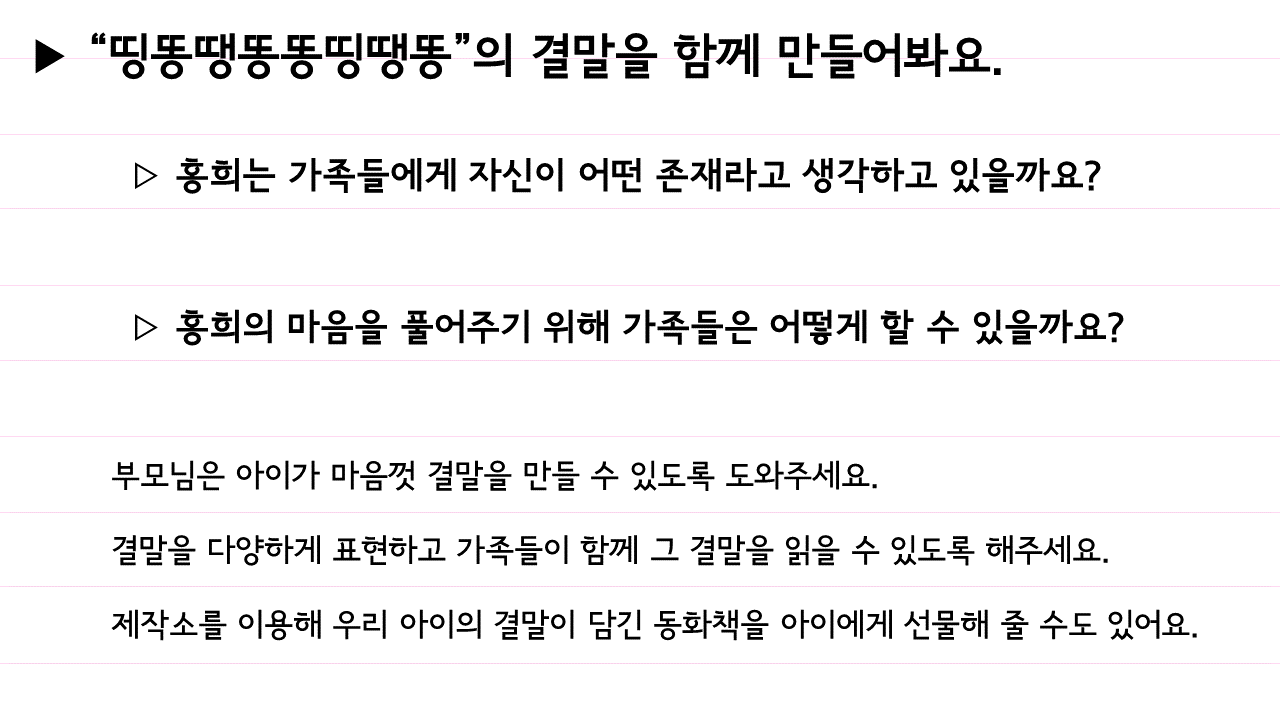 ▶ “띵똥땡똥똥띵땡똥”의 결말을 함께 만들어봐요.
▷ 홍희는 가족들에게 자신이 어떤 존재라고 생각하고 있을까요?
▷ 홍희의 마음을 풀어주기 위해 가족들은 어떻게 할 수 있을까요?
부모님은 아이가 마음껏 결말을 만들 수 있도록 도와주세요.
결말을 다양하게 표현하고 가족들이 함께 그 결말을 읽을 수 있도록 해주세요.
제작소를 이용해 우리 아이의 결말이 담긴 동화책을 아이에게 선물해 줄 수도 있어요.